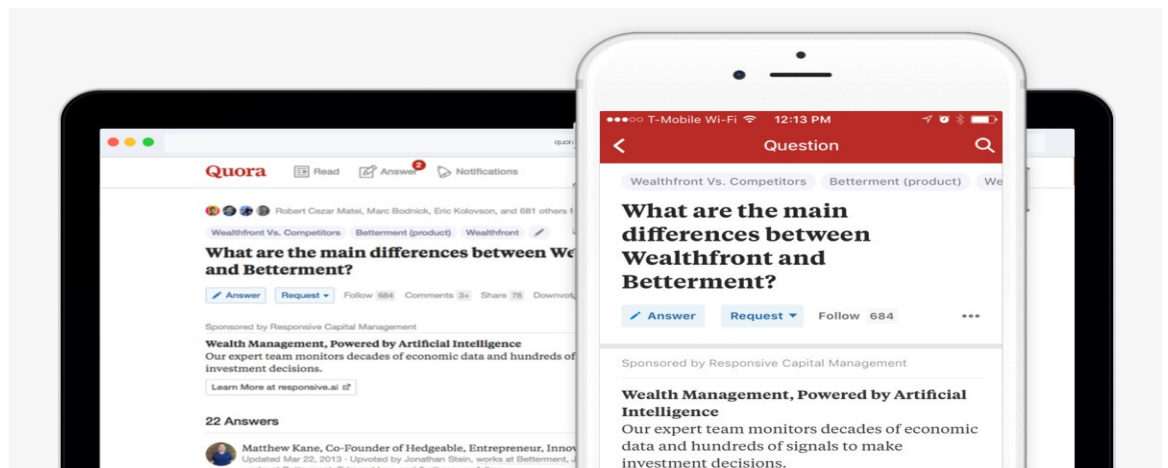 quora
Quora
Read
Answer
2
Notifications
Robert Cezar Matei, Marc Bodnick, Eric Kolovson, and 681 others f
Wealthfront Vs. Competitors Betterment (product) Wealthfront
What are the main differences between We
and Betterment?
Answer Request Follow 684 Comments 3+ Share 78 Downvot
Sponsored by Responsive Capital Management
Wealth Management, Powered by Artificial Intelligence
Our expert team monitors decades of economic data and hundreds of
investment decisions.
Learn More at responsive.ai
22 Answers
Matthew Kane, Co-Founder of Hedgeable, Entrepreneur, Innov
Updated Mar 22, 2013 · Upvoted by Jonathan Stein, works at Betterment, J
T-Mobile Wi-Fi 12:13 PM
Question
Wealthfront Vs. Competitors Betterment (product) We
What are the main
differences between
Wealthfront and
Betterment?
Answer Request Follow 684
Sponsored by Responsive Capital Management
Wealth Management, Powered by Artificial
Intelligence
Our expert team monitors decades of economic
data and hundreds of signals to make
investment decisions.